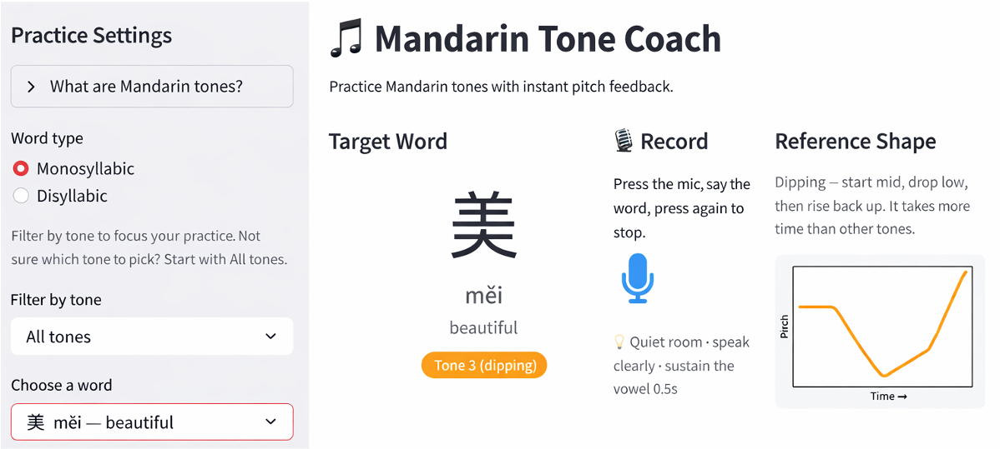 Practice Settings
What are Mandarin tones?
Word type
Monosyllabic
Disyllabic
Filter by tone to focus your practice. Not
sure which tone to pick? Start with All tones.
Filter by tone
All tones
Choose a word
美 měi — beautiful
Mandarin Tone Coach
Practice Mandarin tones with instant pitch feedback.
Target Word
美
měi
beautiful
Tone 3 (dipping)
Record
Press the mic, say the
word, press again to
stop.
Quiet room · speak
clearly · sustain the
vowel 0.5s
Reference Shape
Dipping – start mid, drop low,
then rise back up. It takes more
time than other tones.
Pirch
Time →